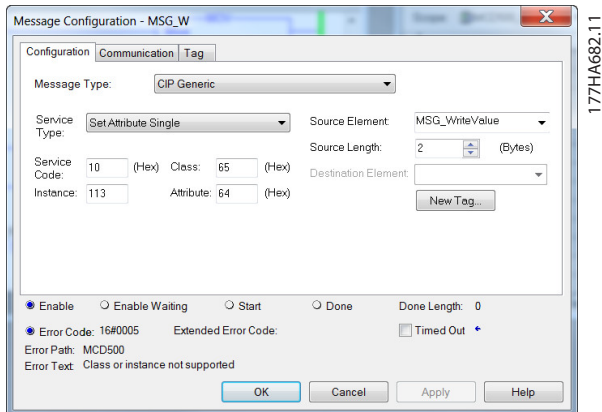 Message Configuration - MSG_W
Configuration Communication Tag
Message Type: CIP Generic
Service Type: Set Attribute Single
Source Element: MSG_WriteValue
Source Length: 2 (Bytes)
Service Code: 10 (Hex) Class: 65 (Hex)
Destination Element:
Instance: 113 Attribute: 64 (Hex)
New Tag...
Enable Enable Waiting Start Done Done Length: 0
Error Code: 16#0005 Extended Error Code: Timed Out
Error Path: MCD500
Error Text: Class or instance not supported
OK Cancel Apply Help
177HA682.11